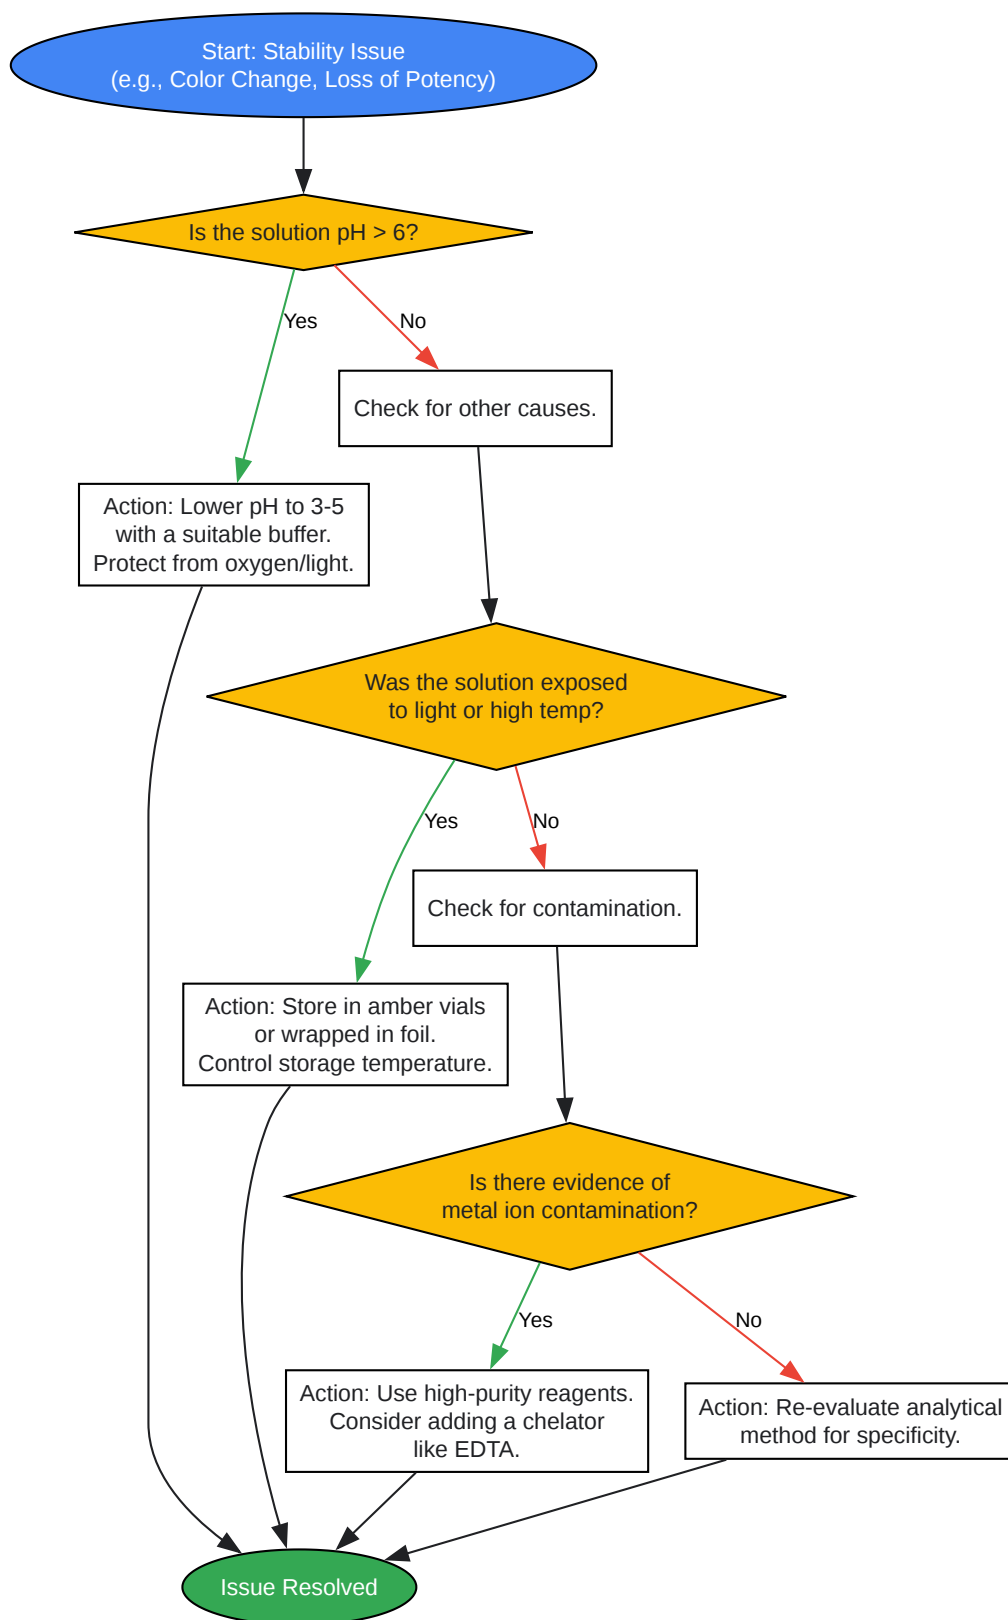 Start: Stability Issue
(e.g., Color Change, Loss of Potency)
Is the solution pH > 6?
Yes
No
Check for other causes.
Action: Lower pH to 3-5
with a suitable buffer.
Protect from oxygen/light.
Was the solution exposed
to light or high temp?
Yes
No
Check for contamination.
Action: Store in amber vials
or wrapped in foil.
Control storage temperature.
Is there evidence of
metal ion contamination?
Yes
No
Action: Use high-purity reagents.
Consider adding a chelator
like EDTA.
Action: Re-evaluate analytical
method for specificity.
Issue Resolved